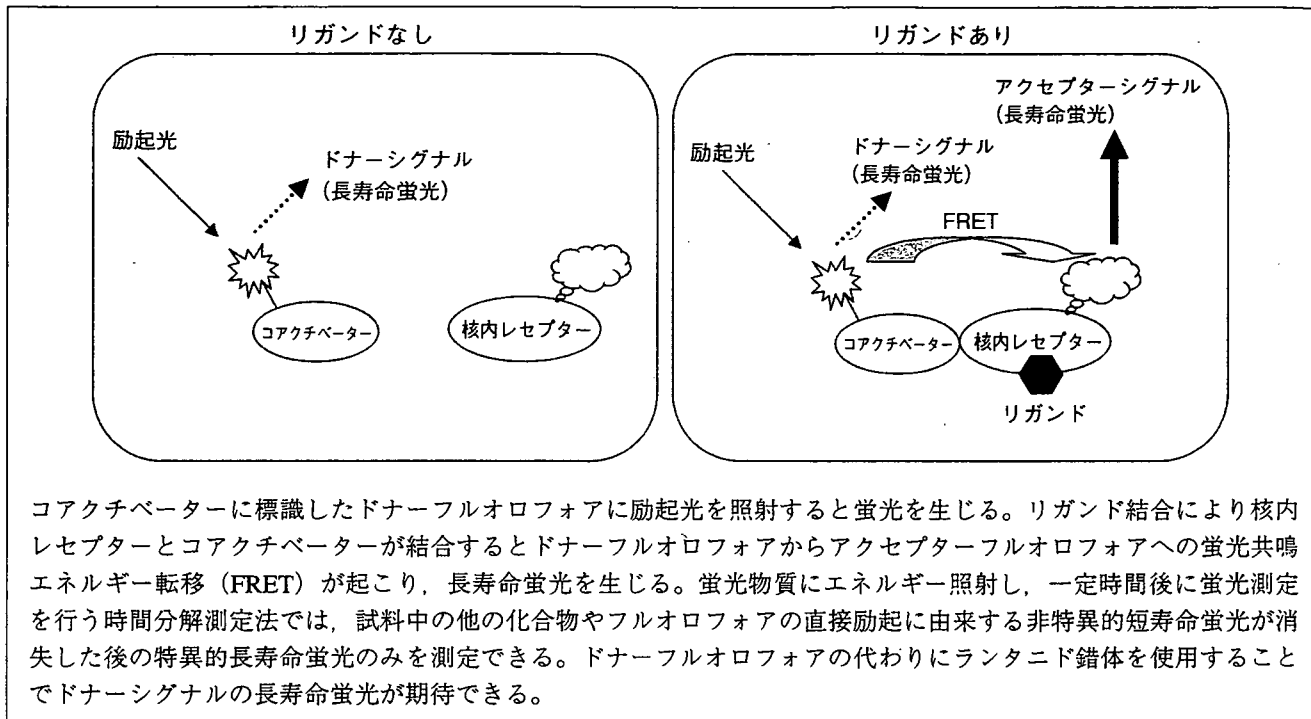 リガンドなし
励起光
ドナーシグナル
(長寿命蛍光)
コアクチベーター
核内レセプター
リガンドあり
アクセプターシグナル
(長寿命蛍光)
励起光
ドナーシグナル
(長寿命蛍光)
FRET
コアクチベーター
核内レセプター
リガンド
コアクチベーターに標識したドナーフルオロフォアに励起光を照射すると蛍光を生じる。リガンド結合により核内
レセプターとコアクチベーターが結合するとドナーフルオロフォアからアクセプターフルオロフォアへの蛍光共鳴
エネルギー転移（FRET）が起こり，長寿命蛍光を生じる。蛍光物質にエネルギー照射し，一定時間後に蛍光測定
を行う時間分解測定法では，試料中の他の化合物やフルオロフォアの直接励起に由来する非特異的短寿命蛍光が消
失した後の特異的長寿命蛍光のみを測定できる。ドナーフルオロフォアの代わりにランタニド錯体を使用すること
でドナーシグナルの長寿命蛍光が期待できる。